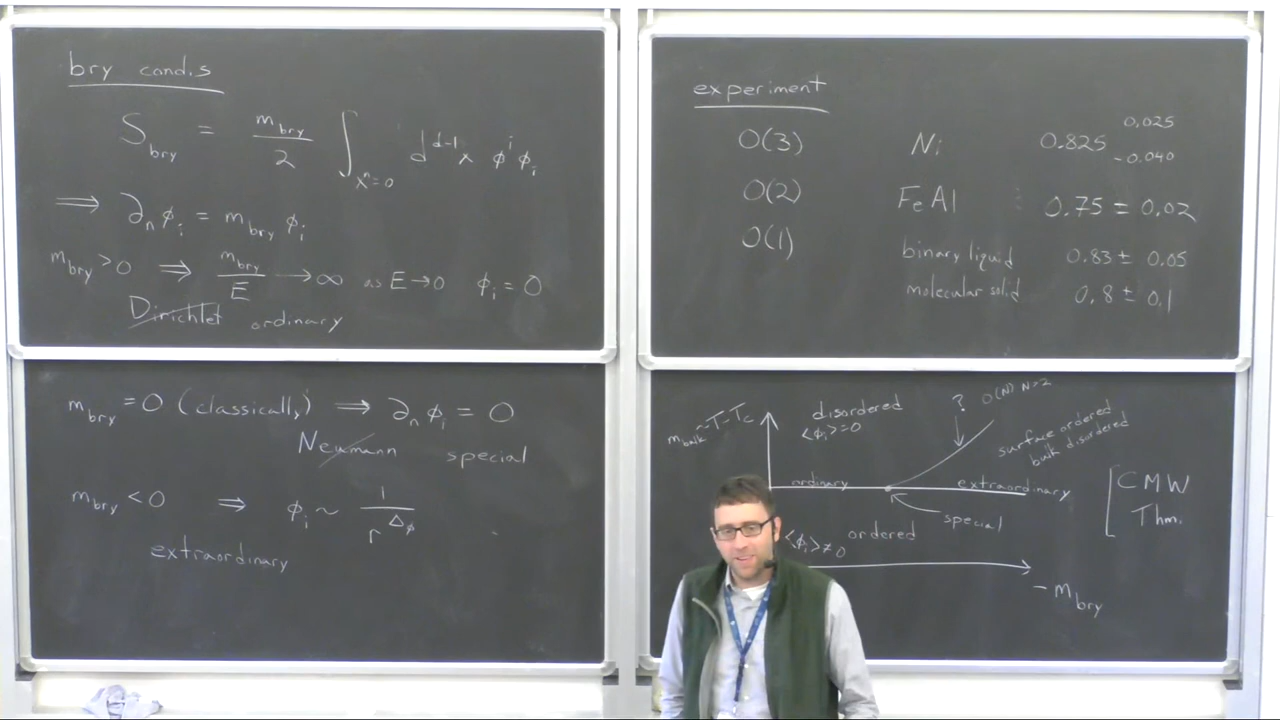 bry cond.s
S_bry = m_bry/2 ∫_{x^n=0} d^{d-1}x φ^i φ_i
⟹ ∂_n φ_i = m_bry φ_i
m_bry > 0 ⟹ m_bry/E ⟶ ∞ as E → 0 φ_i = 0
Dirichlet ordinary
m_bry = 0 (classically) ⟹ ∂_n φ_i = 0
Neumann special
m_bry < 0 ⟹ φ_i ~ 1/r^{Δ_φ}
extraordinary
experiment
O(3) Ni 0.825 0.025 -0.040
O(2) FeAl 0.75 ± 0.02
O(1) binary liquid 0.83 ± 0.05
molecular solid 0.8 ± 0.1
m_bulk ~ T - T_c disordered ? O(N) N>2
<φ_i> = 0
surface ordered
bulk disordered
ordinary extraordinary
special
<φ_i> ≠ 0 ordered
- m_bry
CMW
Thm.